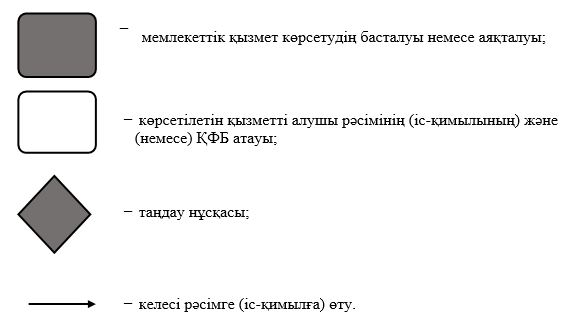 – мемлекеттік қызмет көрсетудің басталуы немесе аяқталуы;
– көрсетілетін қызметті алушы рәсімінің (іс-қимылының) және
(немесе) ҚФБ атауы;
– таңдау нұсқасы;
– келесі рәсімге (іс-қимылға) өту.